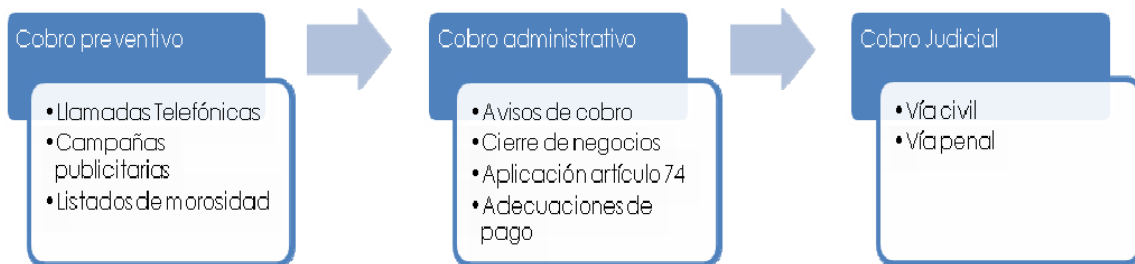 Cobro preventivo
•Llamadas Telefónicas
•Campañas
publicitarias
•Listados de morosidad
Cobro administrativo
•Avisos de cobro
•Cierre de negocios
•Aplicación artículo 74
•Adecuaciones de
pago
Cobro Judicial
•Vía civil
•Vía penal